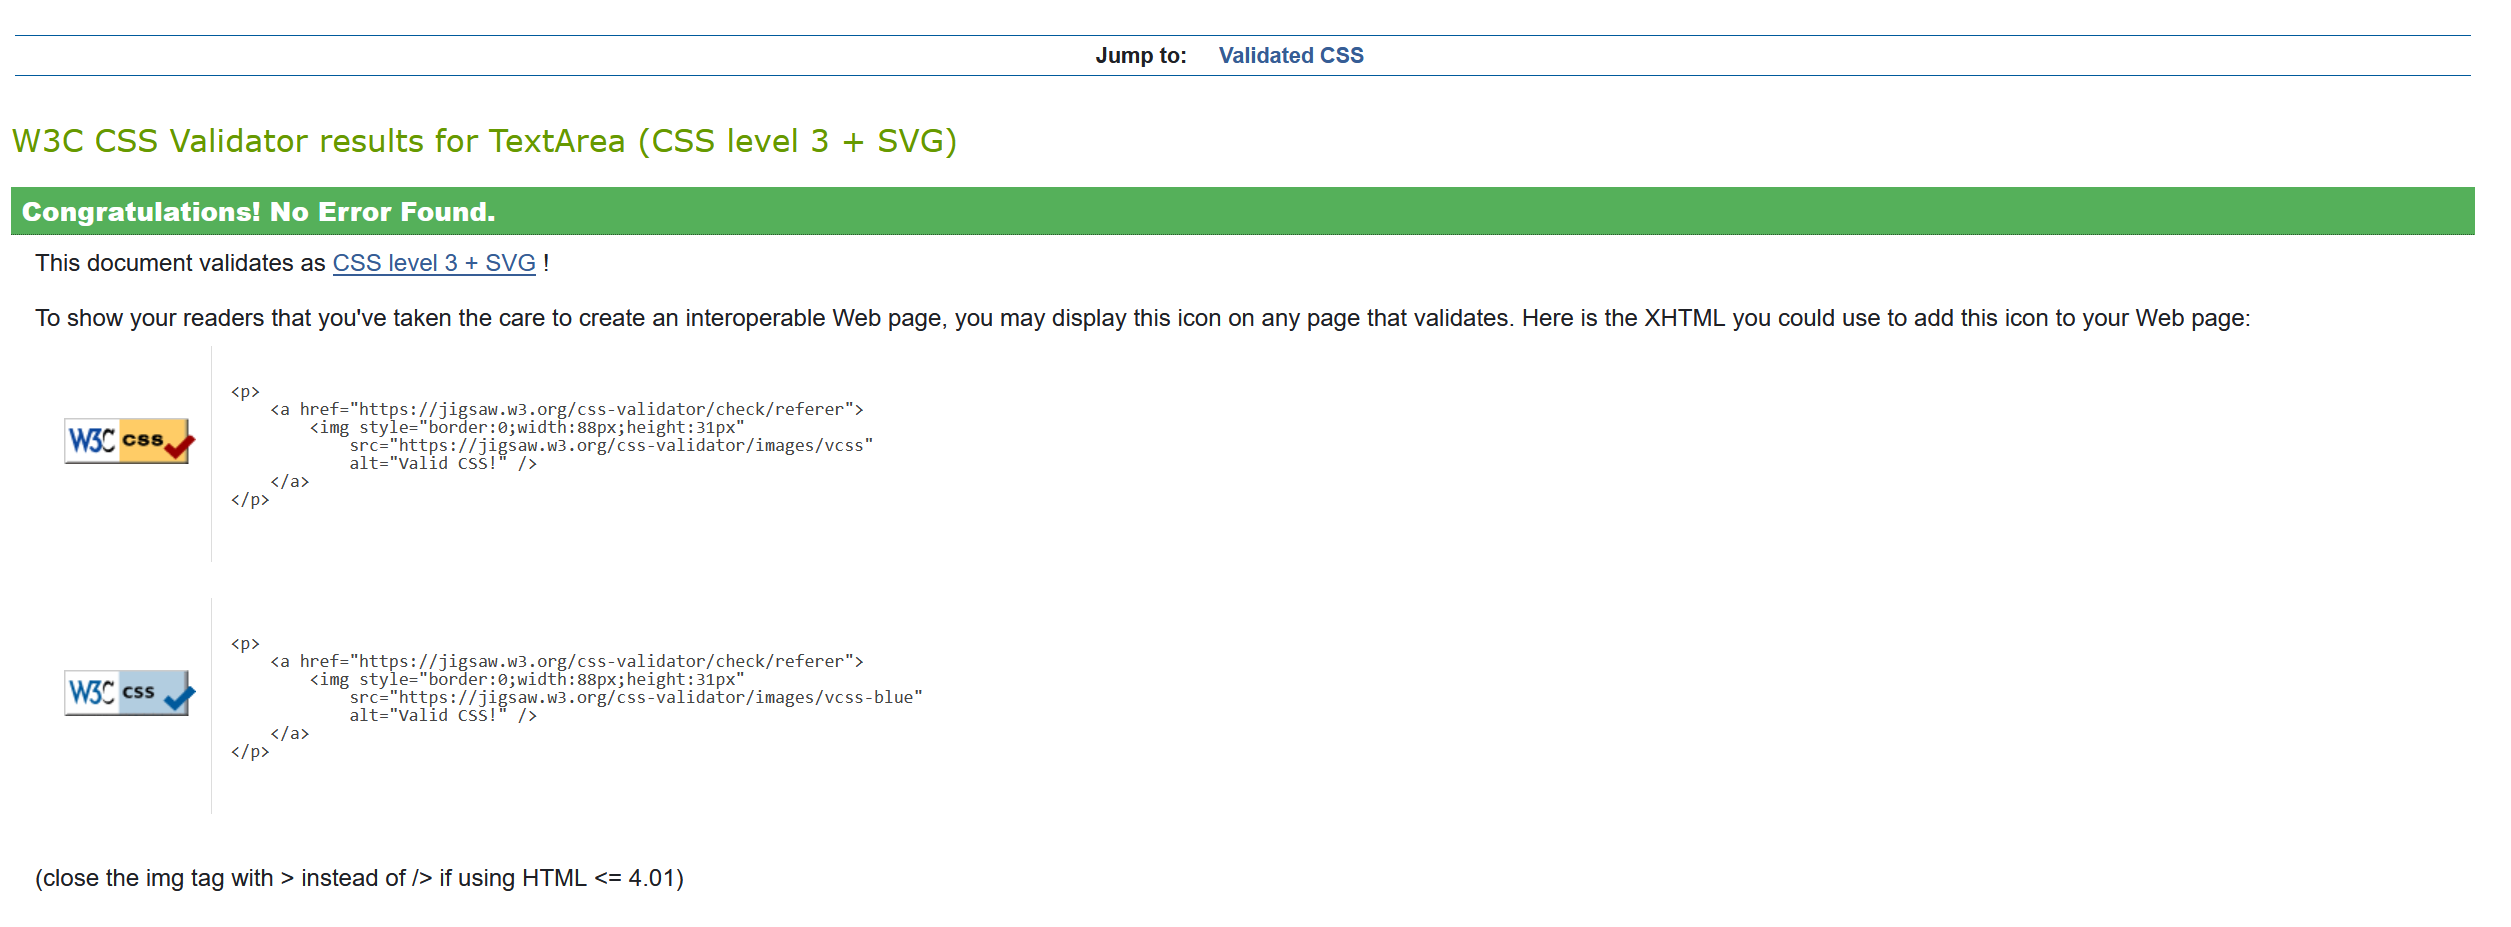 Jump to: Validated CSS
W3C CSS Validator results for TextArea (CSS level 3 + SVG)
Congratulations! No Error Found.
This document validates as CSS level 3 + SVG !
To show your readers that you've taken the care to create an interoperable Web page, you may display this icon on any page that validates. Here is the XHTML you could use to add this icon to your Web page:
W3C css
<p>
    <a href="https://jigsaw.w3.org/css-validator/check/referer">
        <img style="border:0;width:88px;height:31px"
            src="https://jigsaw.w3.org/css-validator/images/vcss"
            alt="Valid CSS!" />
    </a>
</p>
W3C css
<p>
    <a href="https://jigsaw.w3.org/css-validator/check/referer">
        <img style="border:0;width:88px;height:31px"
            src="https://jigsaw.w3.org/css-validator/images/vcss-blue"
            alt="Valid CSS!" />
    </a>
</p>
(close the img tag with > instead of /> if using HTML <= 4.01)